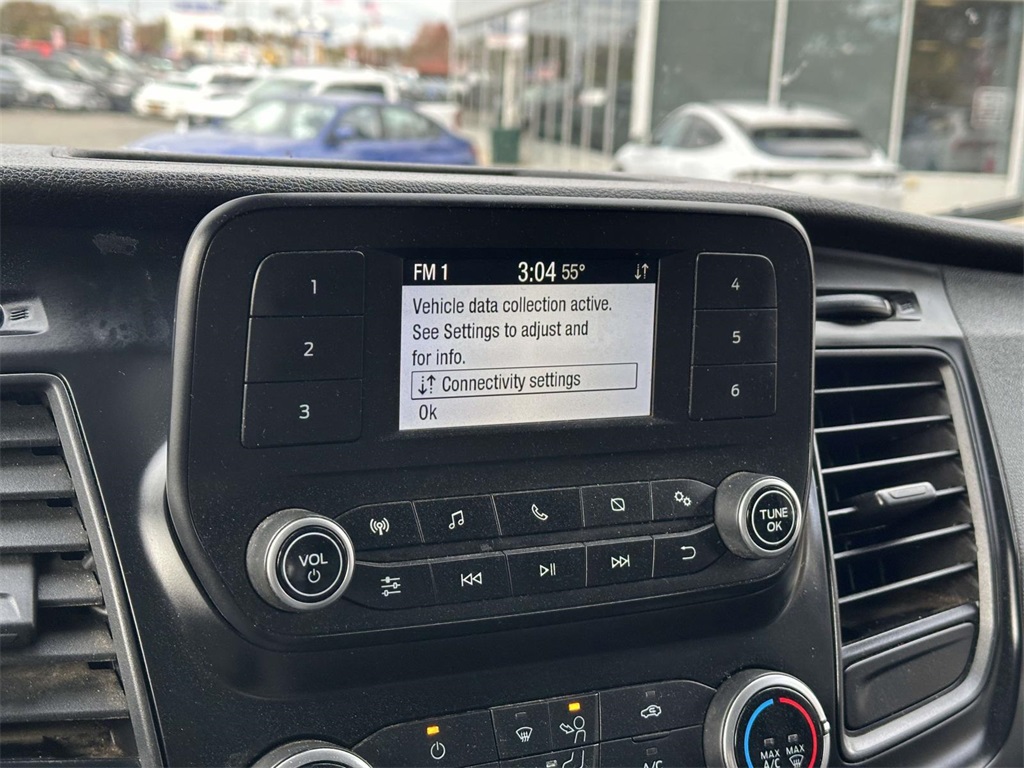 FM 1 3:04 55°
Vehicle data collection active.
See Settings to adjust and
for info.
Connectivity settings
Ok
1
2
3
4
5
6
VOL
TUNE
OK
MAX
A/C
MAX
A/C